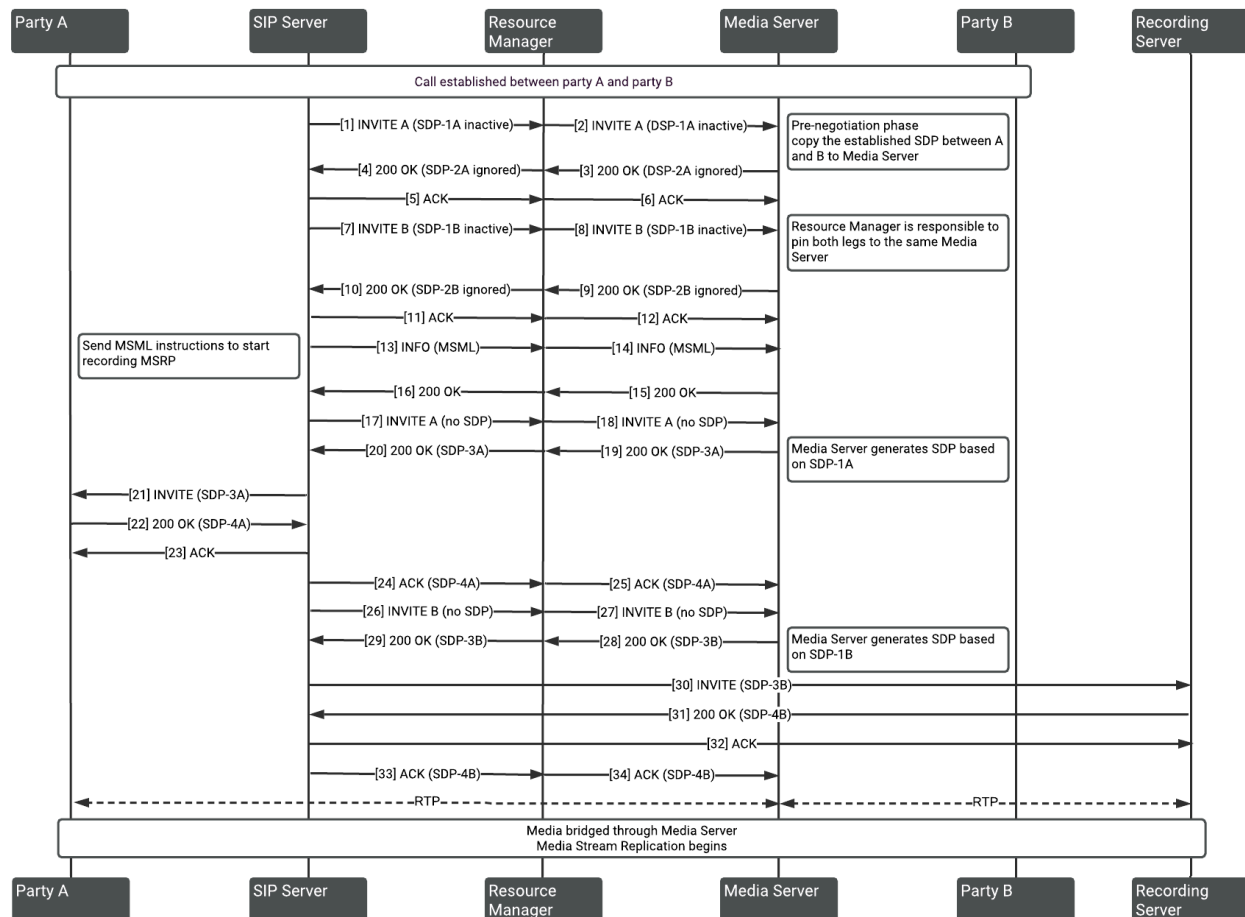 Party A
SIP Server
Resource
Manager
Media Server
Party B
Recording
Server
Call established between party A and party B
[1] INVITE A (SDP-1A inactive)
[2] INVITE A (DSP-1A inactive)
Pre-negotiation phase
copy the established SDP between A
and B to Media Server
[4] 200 OK (SDP-2A ignored)
[3] 200 OK (DSP-2A ignored)
[5] ACK
[6] ACK
[7] INVITE B (SDP-1B inactive)
[8] INVITE B (SDP-1B inactive)
Resource Manager is responsible to
pin both legs to the same Media
Server
[10] 200 OK (SDP-2B ignored)
[9] 200 OK (SDP-2B ignored)
[11] ACK
[12] ACK
Send MSML instructions to start
recording MSRP
[13] INFO (MSML)
[14] INFO (MSML)
[16] 200 OK
[15] 200 OK
[17] INVITE A (no SDP)
[18] INVITE A (no SDP)
[20] 200 OK (SDP-3A)
[19] 200 OK (SDP-3A)
Media Server generates SDP based
on SDP-1A
[21] INVITE (SDP-3A)
[22] 200 OK (SDP-4A)
[23] ACK
[24] ACK (SDP-4A)
[25] ACK (SDP-4A)
[26] INVITE B (no SDP)
[27] INVITE B (no SDP)
[29] 200 OK (SDP-3B)
[28] 200 OK (SDP-3B)
Media Server generates SDP based
on SDP-1B
[30] INVITE (SDP-3B)
[31] 200 OK (SDP-4B)
[32] ACK
[33] ACK (SDP-4B)
[34] ACK (SDP-4B)
RTP
RTP
Media bridged through Media Server
Media Stream Replication begins
Party A
SIP Server
Resource
Manager
Media Server
Party B
Recording
Server